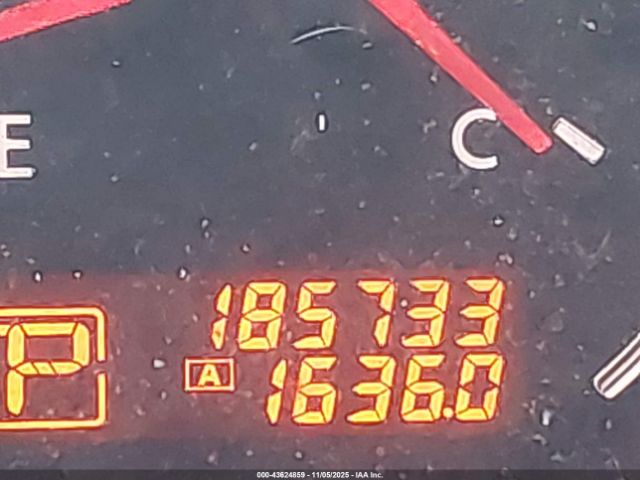 E
C
185733
P
A 1636.0
000-43624859 - 11/05/2025 - IAA Inc.